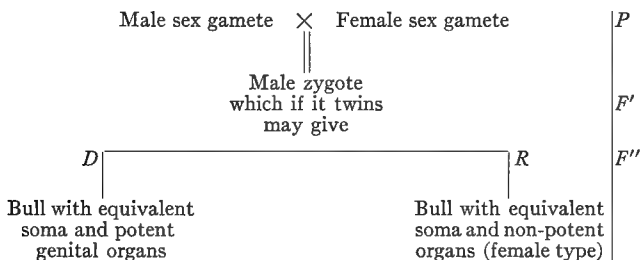 Male sex gamete × Female sex gamete P
Male zygote
which if it twins F'
may give
D R F''
Bull with equivalent Bull with equivalent
soma and potent soma and non-potent
genital organs organs (female type)